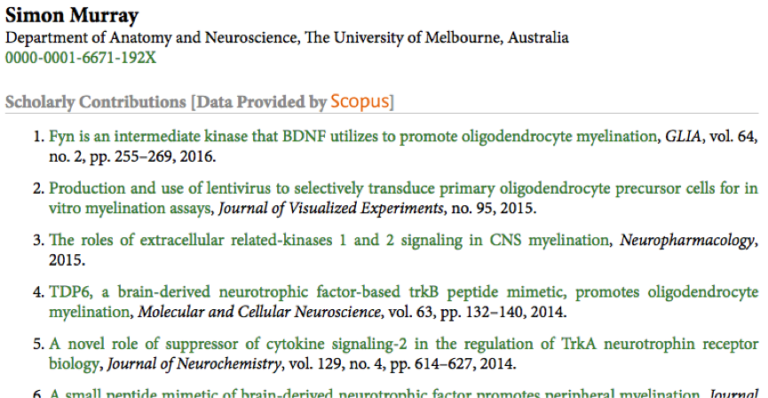 Simon Murray
Department of Anatomy and Neuroscience, The University of Melbourne, Australia
0000-0001-6671-192X
Scholarly Contributions [Data Provided by Scopus]
1. Fyn is an intermediate kinase that BDNF utilizes to promote oligodendrocyte myelination, GLIA, vol. 64,
no. 2, pp. 255–269, 2016.
2. Production and use of lentivirus to selectively transduce primary oligodendrocyte precursor cells for in
vitro myelination assays, Journal of Visualized Experiments, no. 95, 2015.
3. The roles of extracellular related-kinases 1 and 2 signaling in CNS myelination, Neuropharmacology,
2015.
4. TDP6, a brain-derived neurotrophic factor-based trkB peptide mimetic, promotes oligodendrocyte
myelination, Molecular and Cellular Neuroscience, vol. 63, pp. 132–140, 2014.
5. A novel role of suppressor of cytokine signaling-2 in the regulation of TrkA neurotrophin receptor
biology, Journal of Neurochemistry, vol. 129, no. 4, pp. 614–627, 2014.
6. A small peptide mimetic of brain-derived neurotrophic factor promotes peripheral myelination, Journal